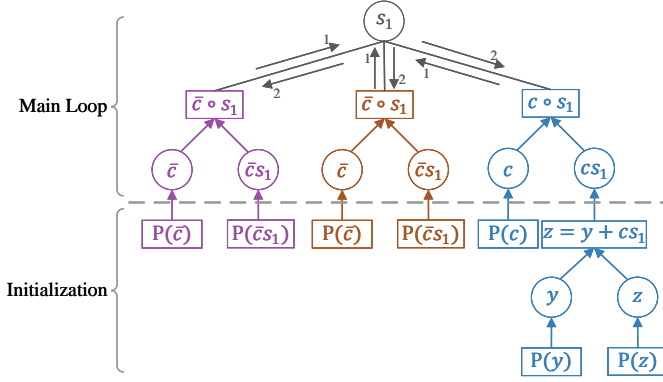 s₁
1 2 1 2 1 2
Main Loop
c̄ ∘ s₁ c̄ ∘ s₁ c ∘ s₁
c̄ c̄s₁ c̄ c̄s₁ c cs₁
P(c̄) P(c̄s₁) P(c̄) P(c̄s₁) P(c) z = y + cs₁
Initialization
y z
P(y) P(z)